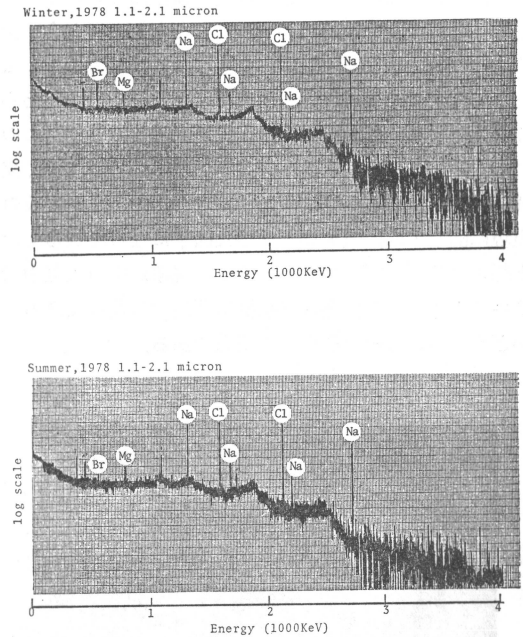 Winter,1978 1.1-2.1 micron
Cl Cl
Na Na
Br Mg Na Na
log scale
0 1 2 3 4
Energy (1000KeV)
Summer,1978 1.1-2.1 micron
Na Cl Cl
Na
Br Mg Na Na
log scale
0 1 2 3 4
Energy (1000KeV)